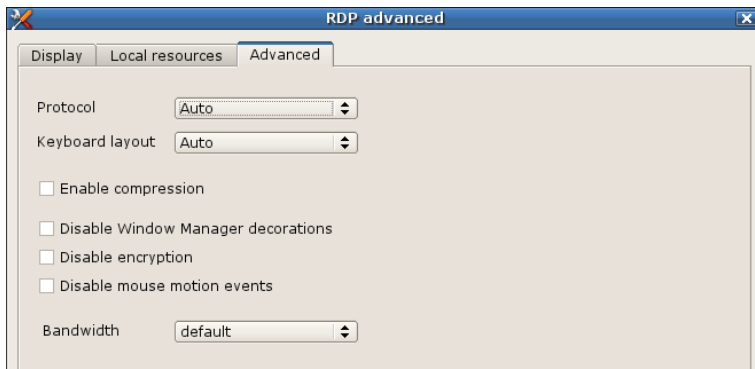 RDP advanced
Display
Local resources
Advanced
Protocol
Auto
Keyboard layout
Auto
Enable compression
Disable Window Manager decorations
Disable encryption
Disable mouse motion events
Bandwidth
default